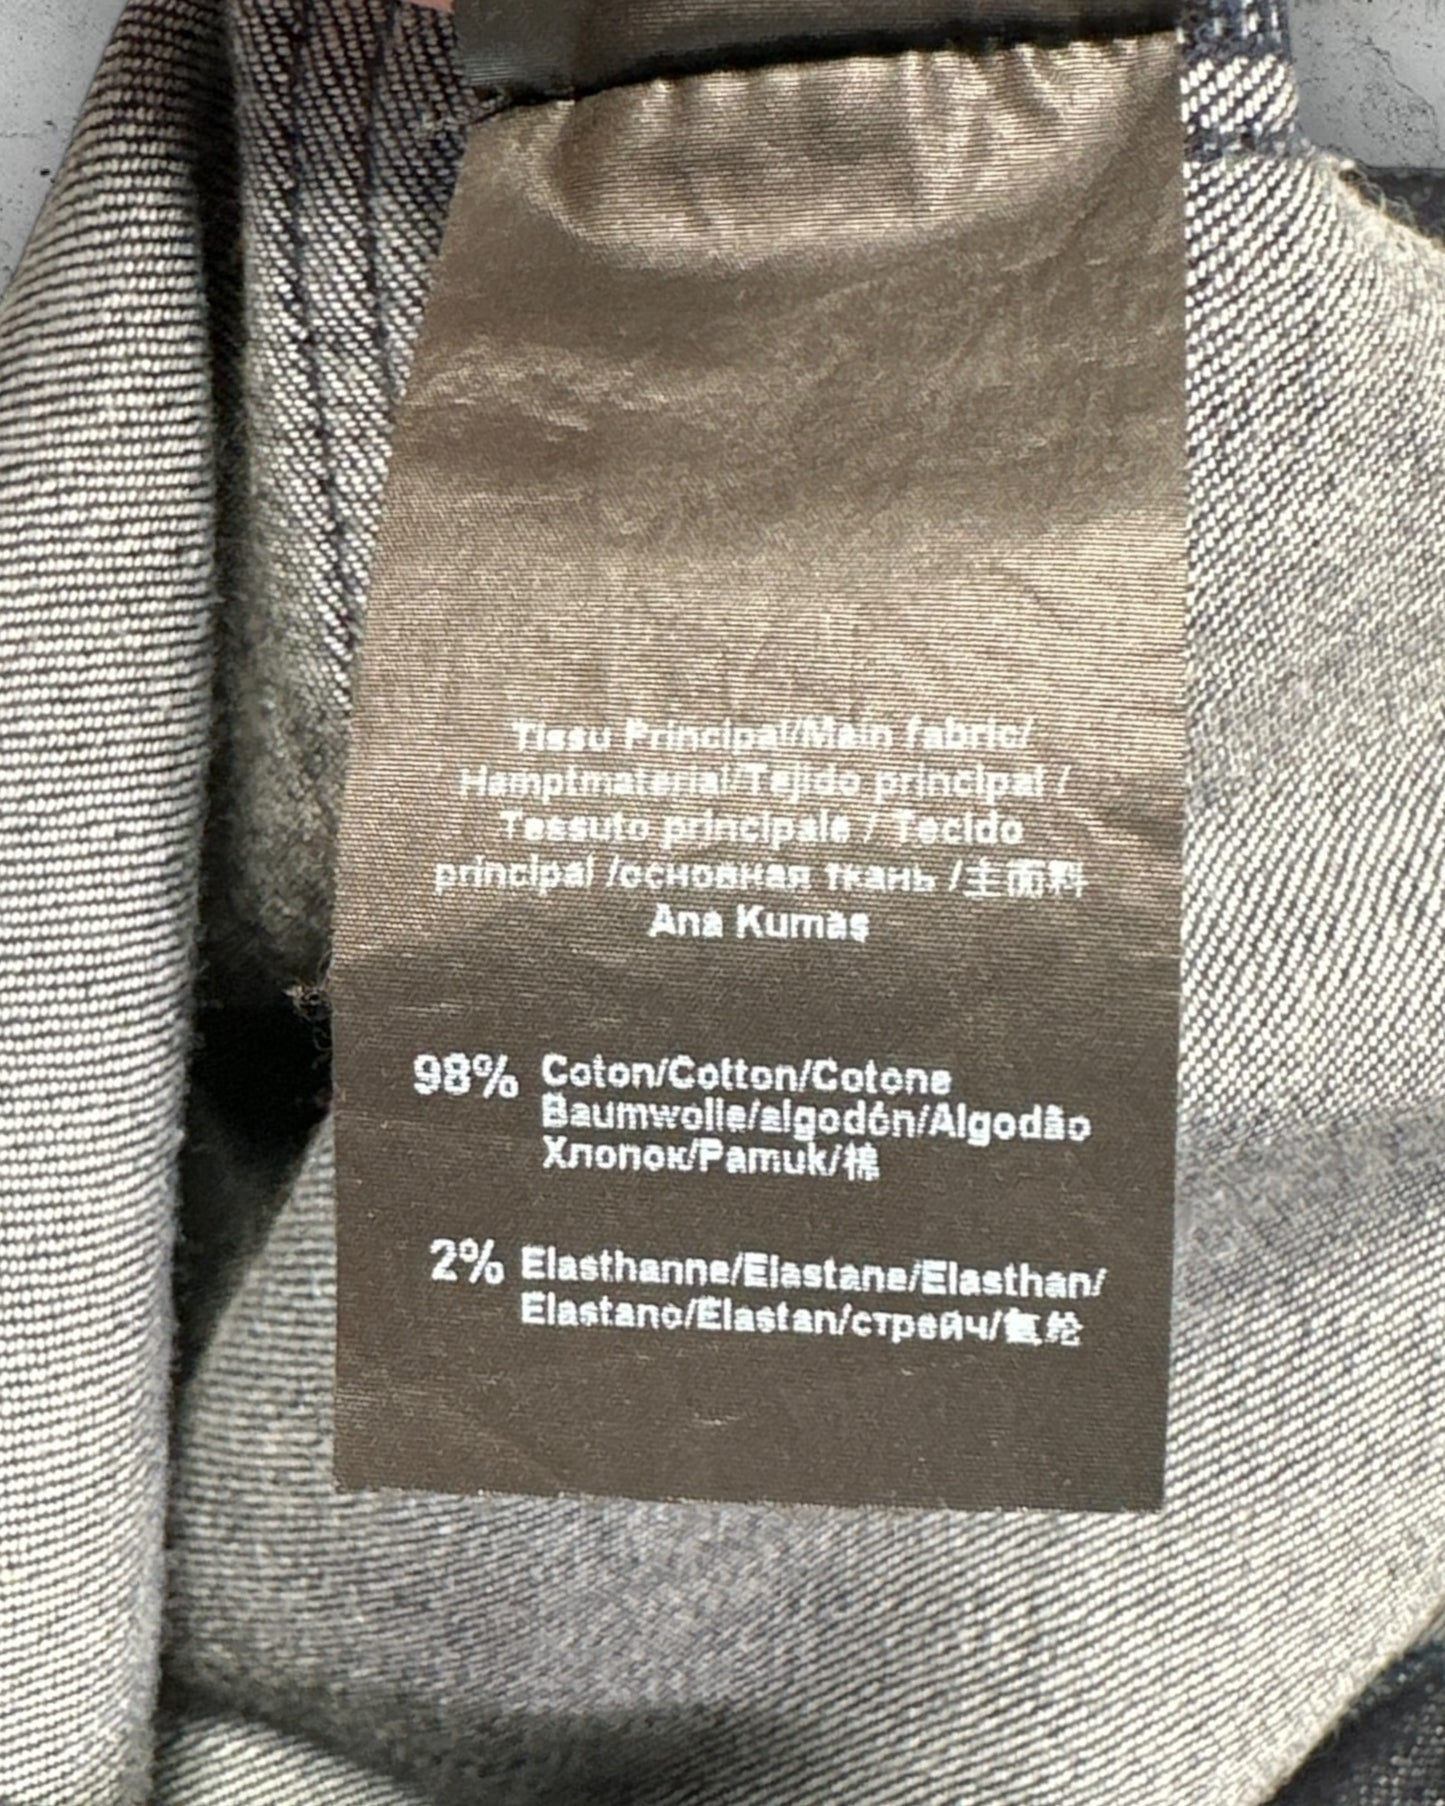 Tissu Principal/Main fabric/
Hamptmaterial/Tejido principal /
Tessuto principale / Tecido
principal /основная ткань /主面料
Ana Kumaş
98% Coton/Cotton/Cotone
Baumwolle/algodón/Algodão
Хлопок/Pamuk/棉
2% Elasthanne/Elastane/Elasthan/
Elastano/Elastan/стрейч/氨纶